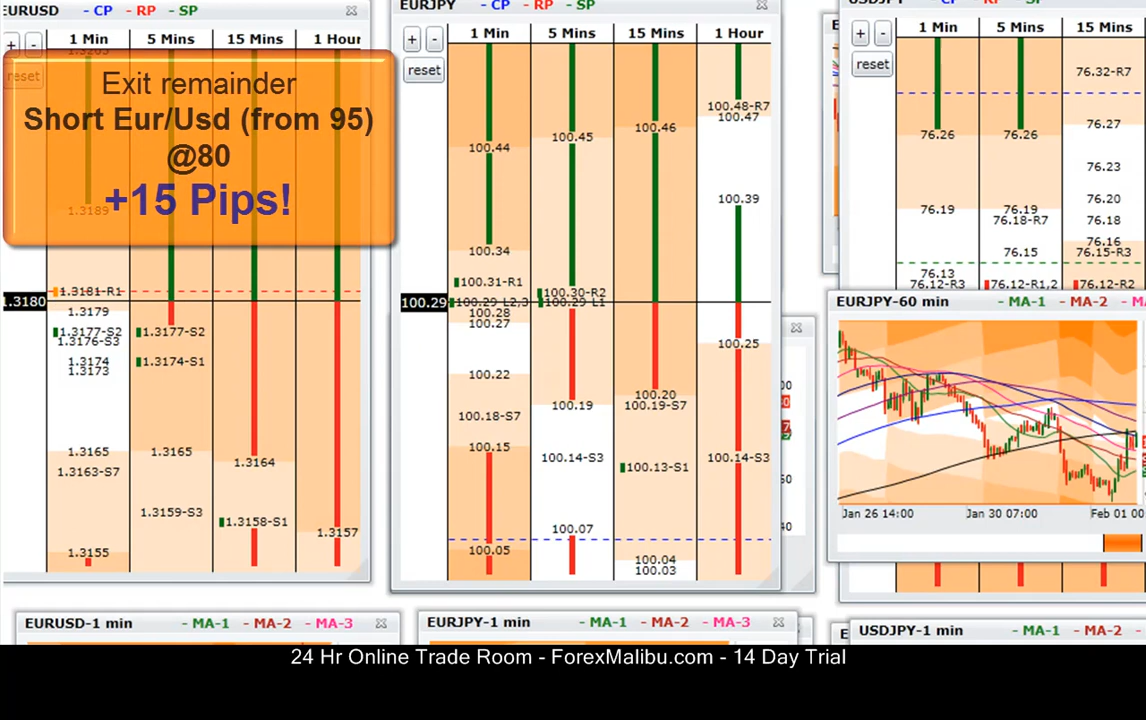 EURUSD - CP - RP - SP
+ - 1 Min 5 Mins 15 Mins 1 Hour
reset
Exit remainder
Short Eur/Usd (from 95)
@80
+15 Pips!
1.3189
1.3181-R1
1.3180
1.3179
1.3177-S2 1.3177-S2
1.3176-S3
1.3174 1.3174-S1
1.3173
1.3165 1.3165
1.3164
1.3163-S7
1.3159-S3
1.3158-S1
1.3157
1.3155
EURJPY - CP - RP - SP
+ - 1 Min 5 Mins 15 Mins 1 Hour
reset
100.48-R7
100.47
100.46
100.45
100.44
100.39
100.34
100.31-R1
100.30-R2
100.29 100.29-L2,3 100.29-L1
100.28
100.27
100.25
100.22
100.20
100.19 100.19-S7
100.18-S7
100.15
100.14-S3 100.14-S3
100.13-S1
100.07
100.05
100.04
100.03
USDJPY - CP - RP - SP
+ - 1 Min 5 Mins 15 Mins
reset
76.32-R7
76.27
76.26 76.26
76.23
76.20
76.19 76.19
76.18-R7 76.18
76.16
76.15 76.15-R3
76.13
76.12-R3 76.12-R1,2 76.12-R2
EURJPY-60 min - MA-1 - MA-2 - M
Jan 26 14:00 Jan 30 07:00 Feb 01 00
EURUSD-1 min - MA-1 - MA-2 - MA-3
EURJPY-1 min - MA-1 - MA-2 - MA-3
USDJPY-1 min - MA-1 - MA-2
24 Hr Online Trade Room - ForexMalibu.com - 14 Day Trial